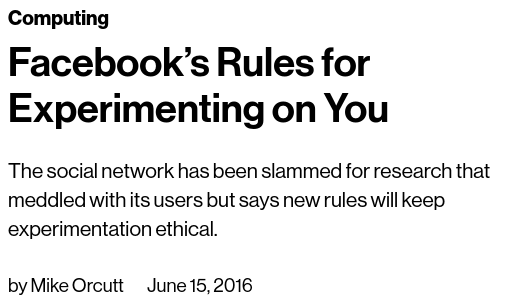 Computing
Facebook’s Rules for
Experimenting on You
The social network has been slammed for research that
meddled with its users but says new rules will keep
experimentation ethical.
by Mike Orcutt June 15, 2016